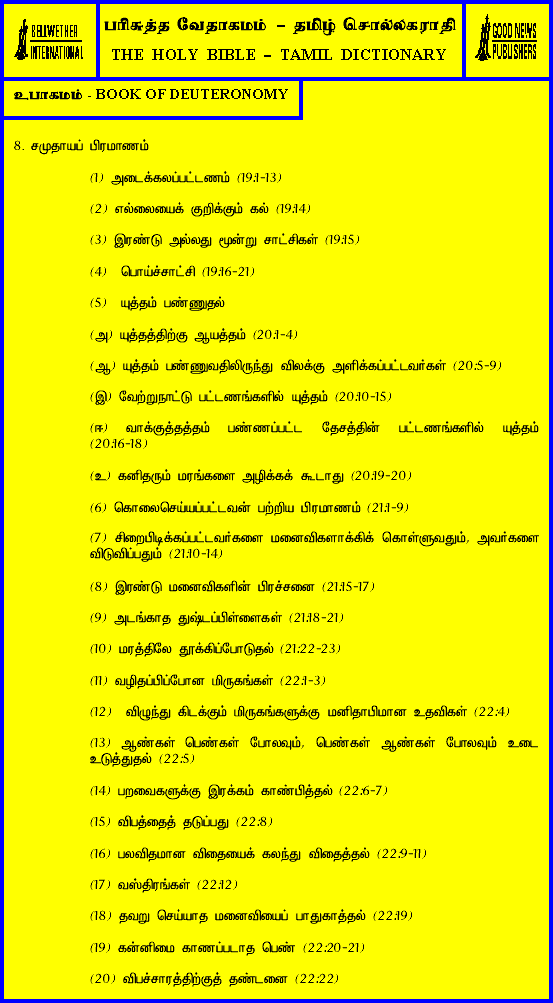 BELLWETHER
INTERNATIONAL
பரிசுத்த வேதாகமம் – தமிழ் சொல்லகராதி
THE HOLY BIBLE – TAMIL DICTIONARY
GOOD NEWS
PUBLISHERS
உபாகமம் - BOOK OF DEUTERONOMY
8. சமுதாயப் பிரமாணம்
(1) அடைக்கலப்பட்டணம் (19:1-13)
(2) எல்லையைக் குறிக்கும் கல் (19:14)
(3) இரண்டு அல்லது மூன்று சாட்சிகள் (19:15)
(4) பொய்ச்சாட்சி (19:16-21)
(5) யுத்தம் பண்ணுதல்
(அ) யுத்தத்திற்கு ஆயத்தம் (20:1-4)
(ஆ) யுத்தம் பண்ணுவதிலிருந்து விலக்கு அளிக்கப்பட்டவர்கள் (20:5-9)
(இ) வேற்றுநாட்டு பட்டணங்களில் யுத்தம் (20:10-15)
(ஈ) வாக்குத்தத்தம் பண்ணப்பட்ட தேசத்தின் பட்டணங்களில் யுத்தம்
(20:16-18)
(உ) கனிதரும் மரங்களை அழிக்கக் கூடாது (20:19-20)
(6) கொலைசெய்யப்பட்டவன் பற்றிய பிரமாணம் (21:1-9)
(7) சிறைபிடிக்கப்பட்டவர்களை மனைவிகளாக்கிக் கொள்ளுவதும், அவர்களை
விடுவிப்பதும் (21:10-14)
(8) இரண்டு மனைவிகளின் பிரச்சனை (21:15-17)
(9) அடங்காத துஷ்டப்பிள்ளைகள் (21:18-21)
(10) மரத்திலே தூக்கிப்போடுதல் (21:22-23)
(11) வழிதப்பிப்போன மிருகங்கள் (22:1-3)
(12) விழுந்து கிடக்கும் மிருகங்களுக்கு மனிதாபிமான உதவிகள் (22:4)
(13) ஆண்கள் பெண்கள் போலவும், பெண்கள் ஆண்கள் போலவும் உடை
உடுத்துதல் (22:5)
(14) பறவைகளுக்கு இரக்கம் காண்பித்தல் (22:6-7)
(15) விபத்தைத் தடுப்பது (22:8)
(16) பலவிதமான விதையைக் கலந்து விதைத்தல் (22:9-11)
(17) வஸ்திரங்கள் (22:12)
(18) தவறு செய்யாத மனைவியைப் பாதுகாத்தல் (22:19)
(19) கன்னிமை காணப்படாத பெண் (22:20-21)
(20) விபச்சாரத்திற்குத் தண்டனை (22:22)